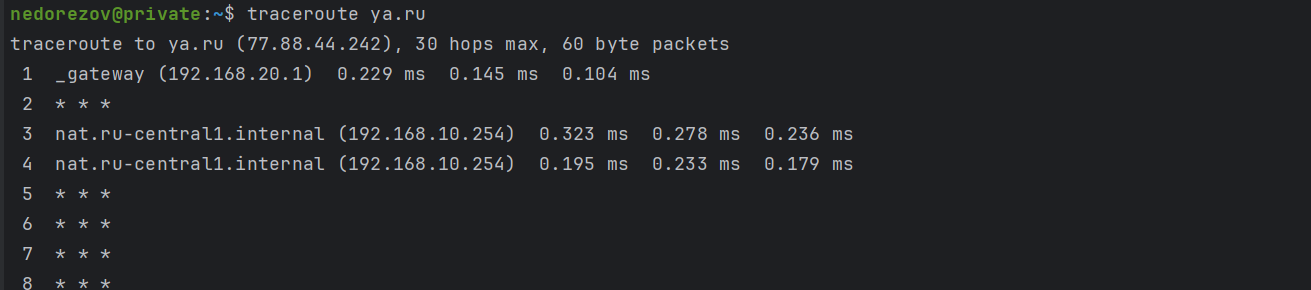 nedorezov@private:~$ traceroute ya.ru
traceroute to ya.ru (77.88.44.242), 30 hops max, 60 byte packets
1 _gateway (192.168.20.1) 0.229 ms 0.145 ms 0.104 ms
2 * * *
3 nat.ru-central1.internal (192.168.10.254) 0.323 ms 0.278 ms 0.236 ms
4 nat.ru-central1.internal (192.168.10.254) 0.195 ms 0.233 ms 0.179 ms
5 * * *
6 * * *
7 * * *
8 * * *